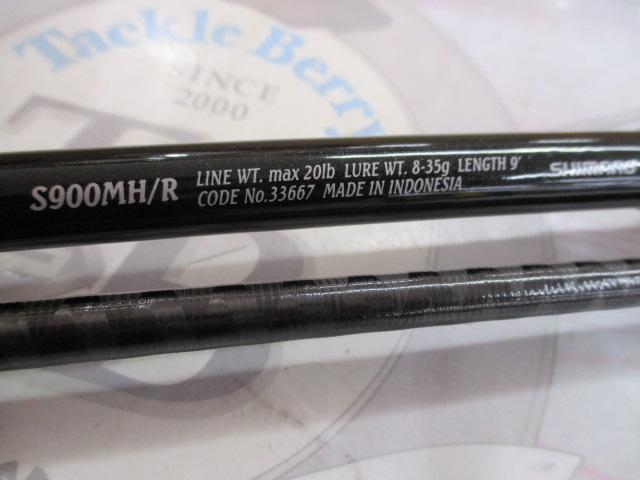 Tackle Berry
SINCE
2000
S900MH/R
LINE WT. max 20lb LURE WT. 8-35g LENGTH 9'
CODE No.33667 MADE IN INDONESIA
SHIMANO